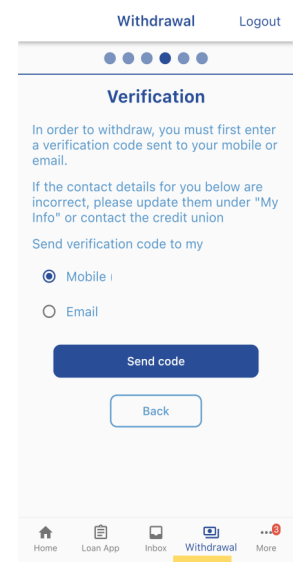 Withdrawal Logout
Verification
In order to withdraw, you must first enter
a verification code sent to your mobile or
email.
If the contact details for you below are
incorrect, please update them under "My
Info" or contact the credit union
Send verification code to my
Mobile
Email
Send code
Back
3
Home Loan App Inbox Withdrawal More